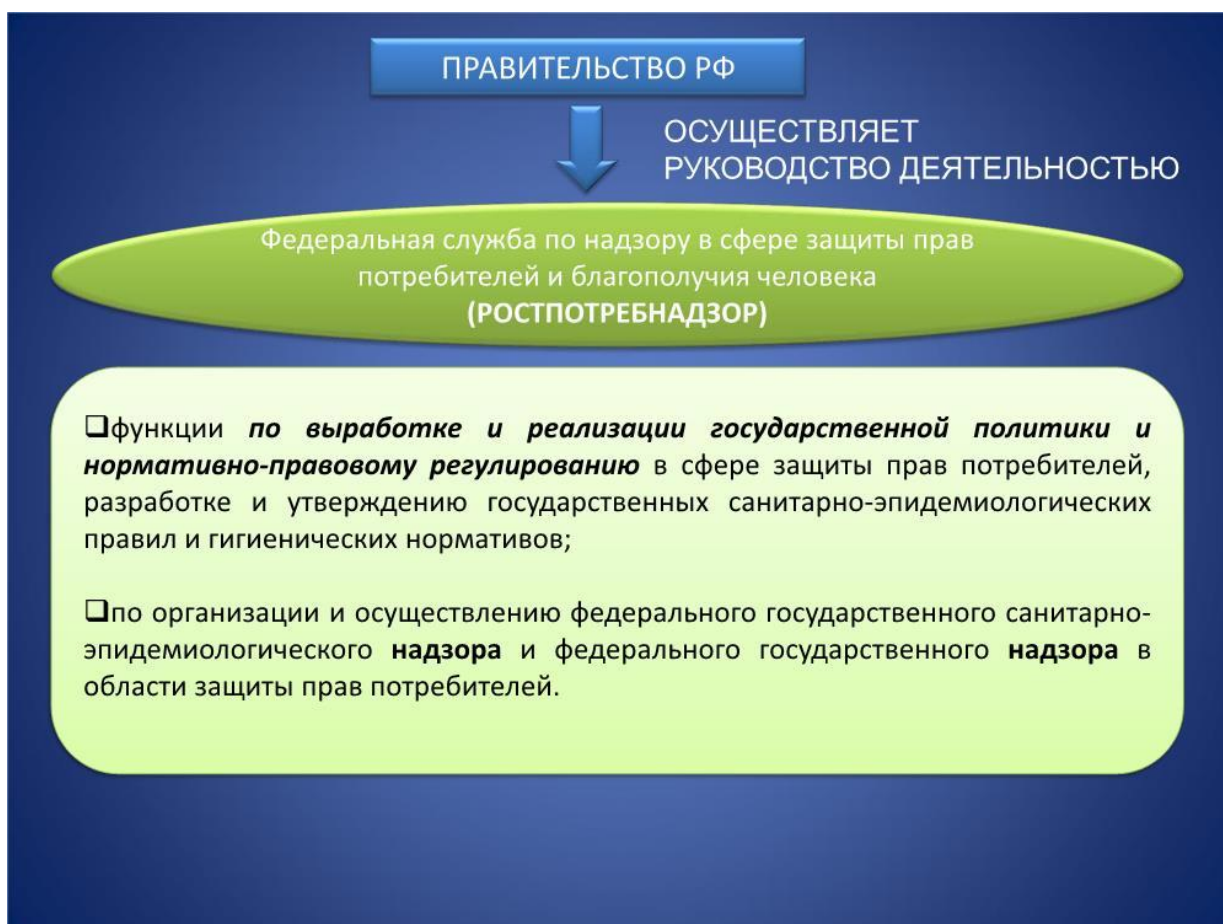 ПРАВИТЕЛЬСТВО РФ
ОСУЩЕСТВЛЯЕТ
РУКОВОДСТВО ДЕЯТЕЛЬНОСТЬЮ
Федеральная служба по надзору в сфере защиты прав
потребителей и благополучия человека
(РОСТПОТРЕБНАДЗОР)
❑функции по выработке и реализации государственной политики и
нормативно-правовому регулированию в сфере защиты прав потребителей,
разработке и утверждению государственных санитарно-эпидемиологических
правил и гигиенических нормативов;
❑по организации и осуществлению федерального государственного санитарно-
эпидемиологического надзора и федерального государственного надзора в
области защиты прав потребителей.